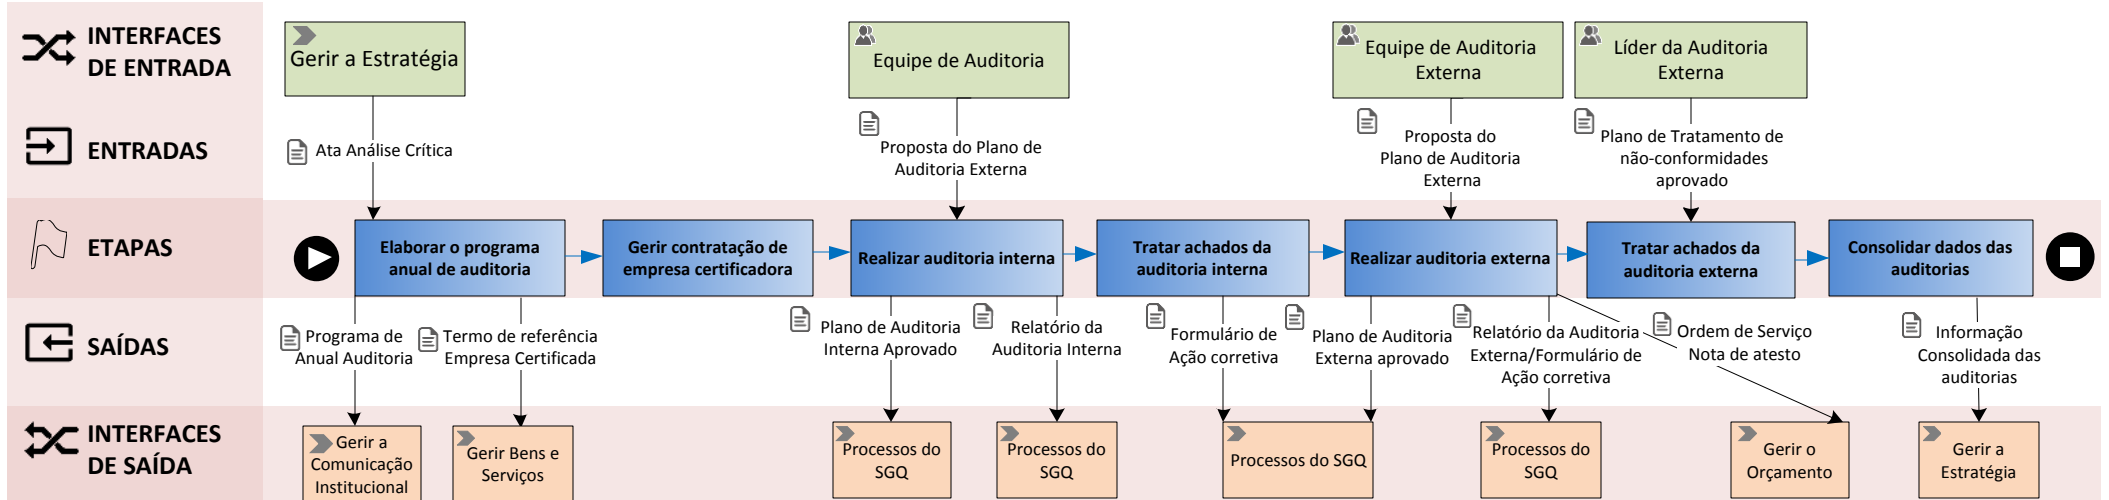 INTERFACES
DE ENTRADA
Gerir a Estratégia
Equipe de Auditoria
Equipe de Auditoria
Externa
Líder da Auditoria
Externa
ENTRADAS
Ata Análise Crítica
Proposta do Plano de
Auditoria Externa
Proposta do
Plano de Auditoria
Externa
Plano de Tratamento de
não-conformidades
aprovado
ETAPAS
Elaborar o programa
anual de auditoria
Gerir contratação de
empresa certificadora
Realizar auditoria interna
Tratar achados da
auditoria interna
Realizar auditoria externa
Tratar achados da
auditoria externa
Consolidar dados das
auditorias
SAÍDAS
Programa de
Anual Auditoria
Termo de referência
Empresa Certificada
Plano de Auditoria
Interna Aprovado
Relatório da
Auditoria Interna
Formulário de
Ação corretiva
Plano de Auditoria
Externa aprovado
Relatório da Auditoria
Externa/Formulário de
Ação corretiva
Ordem de Serviço
Nota de atesto
Informação
Consolidada das
auditorias
INTERFACES
DE SAÍDA
Gerir a
Comunicação
Institucional
Gerir Bens e
Serviços
Processos do
SGQ
Processos do
SGQ
Processos do SGQ
Processos do
SGQ
Gerir o
Orçamento
Gerir a
Estratégia